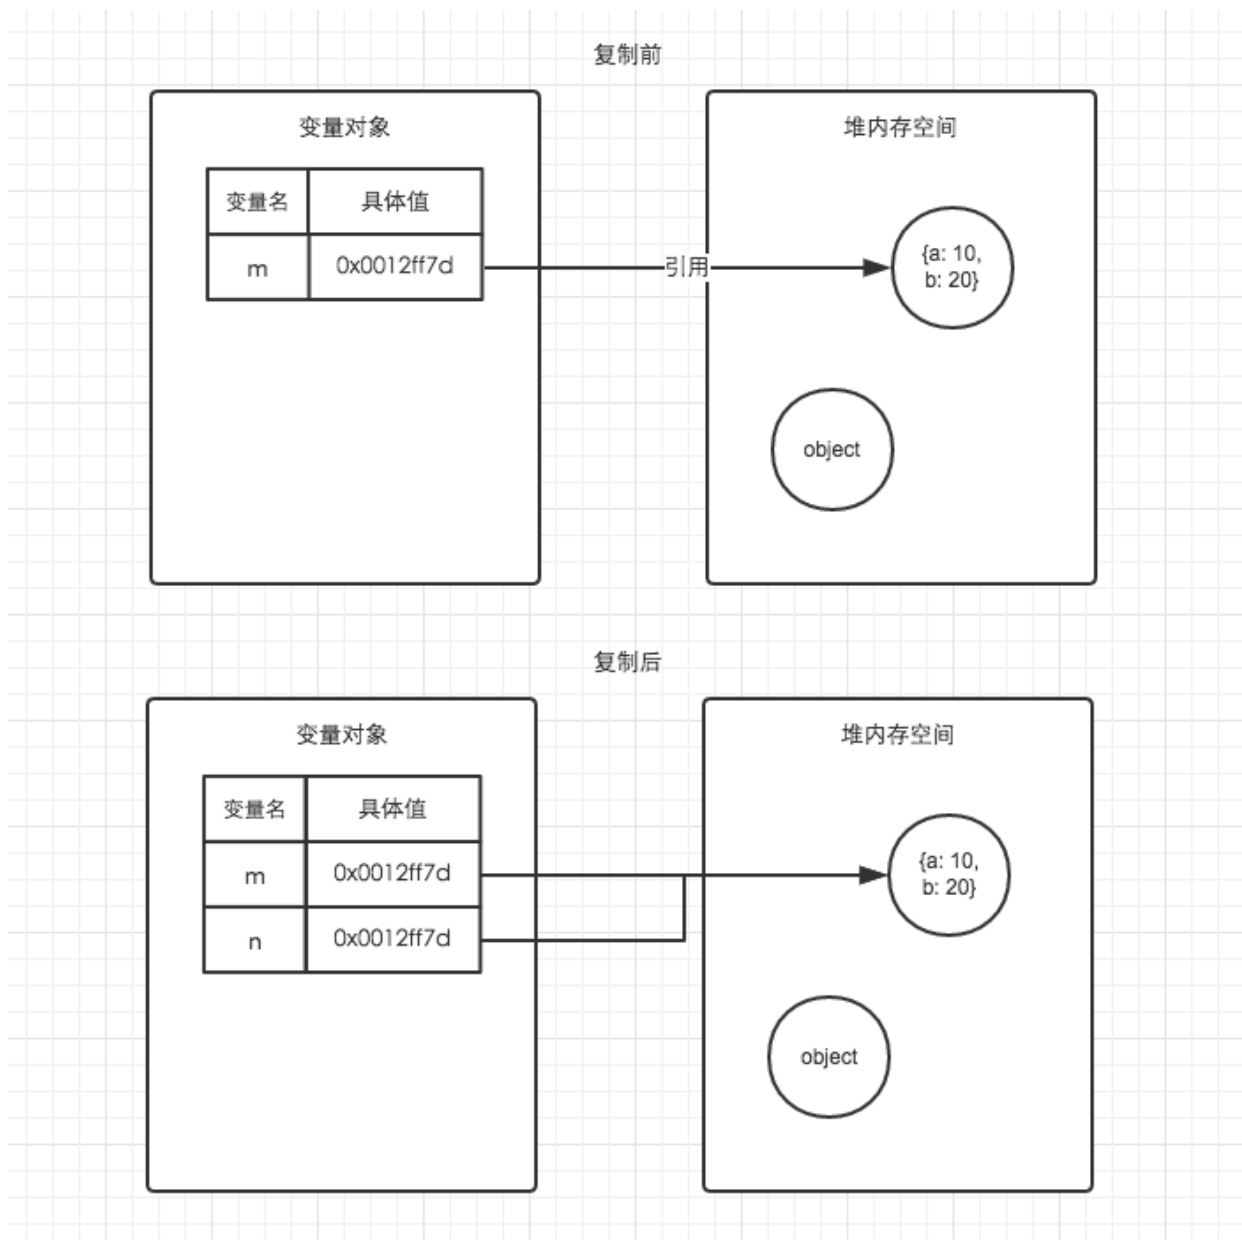 复制前
变量对象
堆内存空间
变量名 具体值
m 0x0012ff7d
引用
{a: 10,
b: 20}
object
复制后
变量对象
堆内存空间
变量名 具体值
m 0x0012ff7d
n 0x0012ff7d
{a: 10,
b: 20}
object